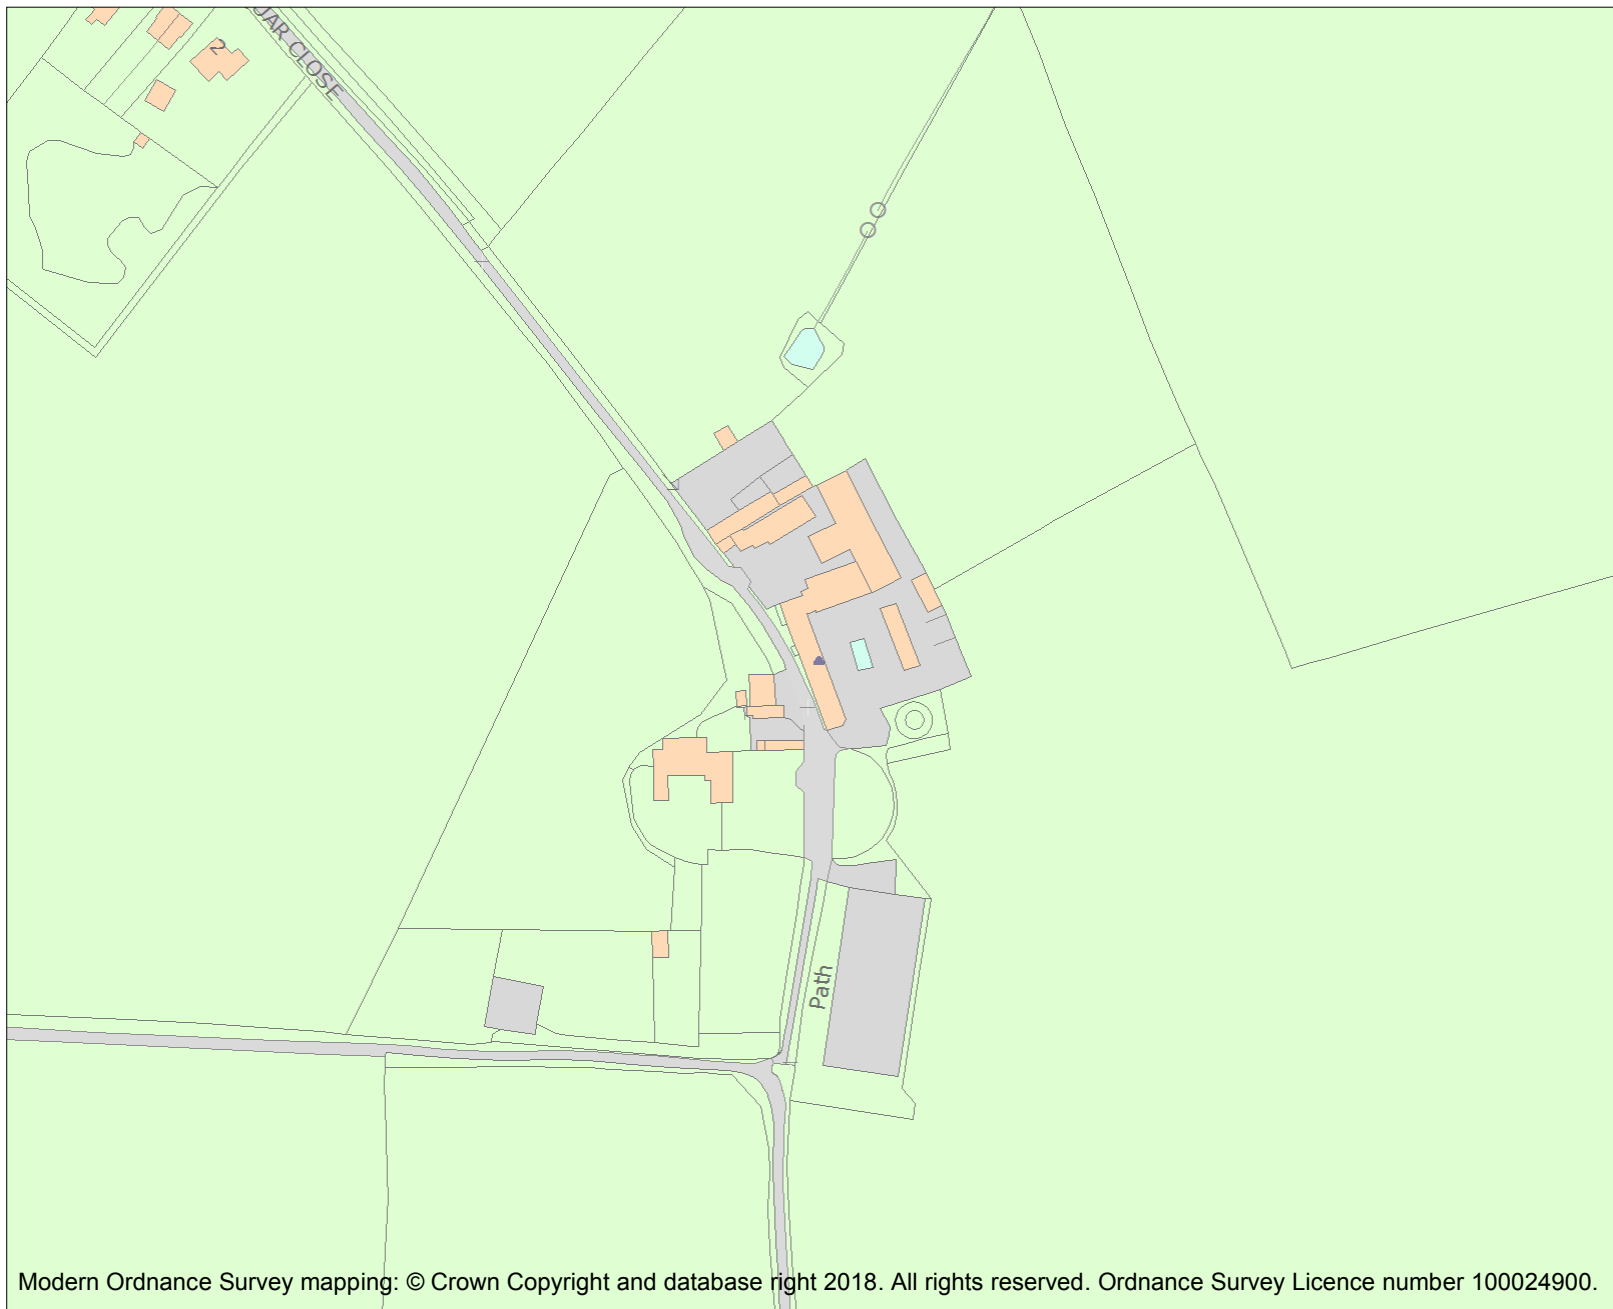 UAR CLOSE
2
Path
Modern Ordnance Survey mapping: © Crown Copyright and database right 2018. All rights reserved. Ordnance Survey Licence number 100024900.